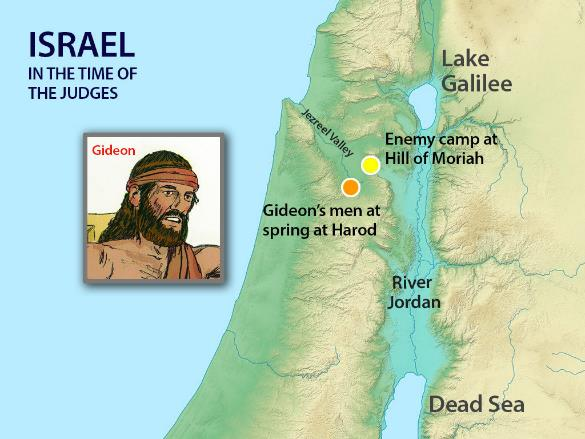 ISRAEL
IN THE TIME OF
THE JUDGES
Gideon
Lake
Galilee
Jezreel Valley
Enemy camp at
Hill of Moriah
Gideon's men at
spring at Harod
River
Jordan
Dead Sea